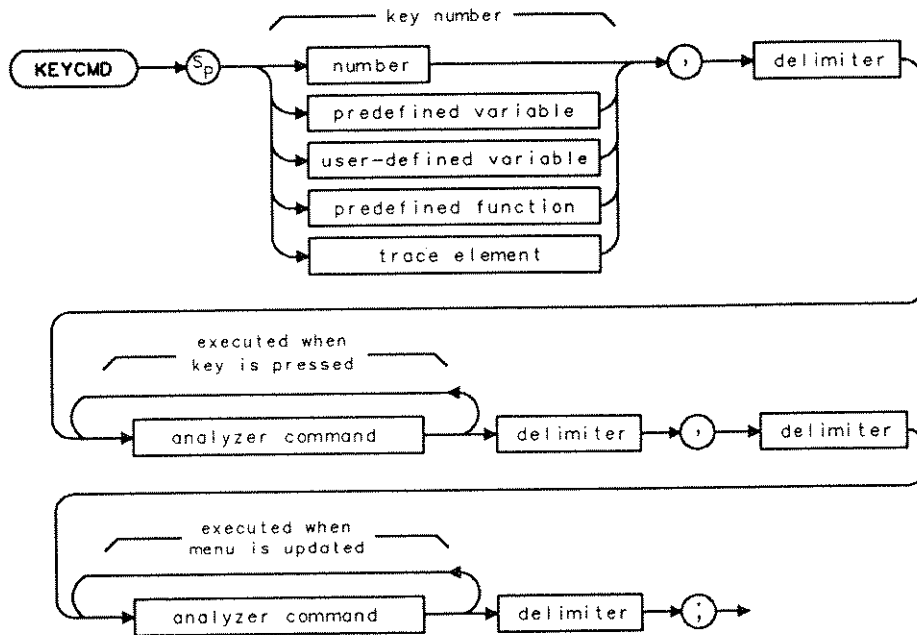 key number
KEYCMD Sp number , delimiter
predefined variable
user-defined variable
predefined function
trace element
executed when
key is pressed
analyzer command delimiter , delimiter
executed when
menu is updated
analyzer command delimiter ;